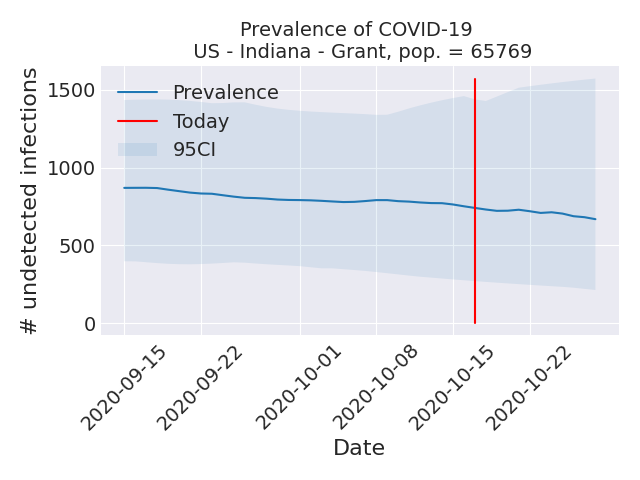 Prevalence of COVID-19
US - Indiana - Grant, pop. = 65769
# undetected infections
1500
1000
500
0
Prevalence
Today
95CI
2020-09-15
2020-09-22
2020-10-01
2020-10-08
2020-10-15
2020-10-22
Date